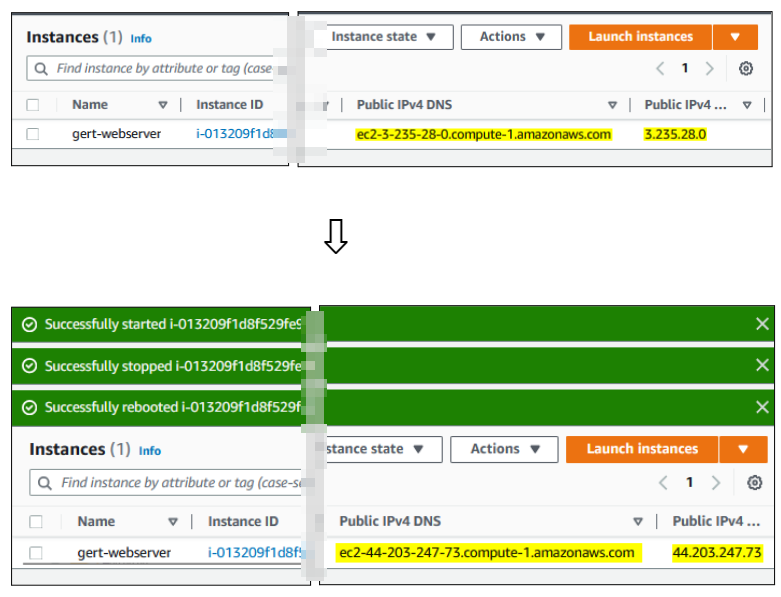 Instances (1) Info
Instance state ▼ Actions ▼ Launch instances ▼
Find instance by attribute or tag (case-
1
Name Instance ID Public IPv4 DNS Public IPv4 ...
gert-webserver i-013209f1d8 ec2-3-235-28-0.compute-1.amazonaws.com 3.235.28.0
Successfully started i-013209f1d8f529fe9
Successfully stopped i-013209f1d8f529fe
Successfully rebooted i-013209f1d8f529f
Instances (1) Info
stance state ▼ Actions ▼ Launch instances ▼
Find instance by attribute or tag (case-s
1
Name Instance ID Public IPv4 DNS Public IPv4 ...
gert-webserver i-013209f1d8f5 ec2-44-203-247-73.compute-1.amazonaws.com 44.203.247.73